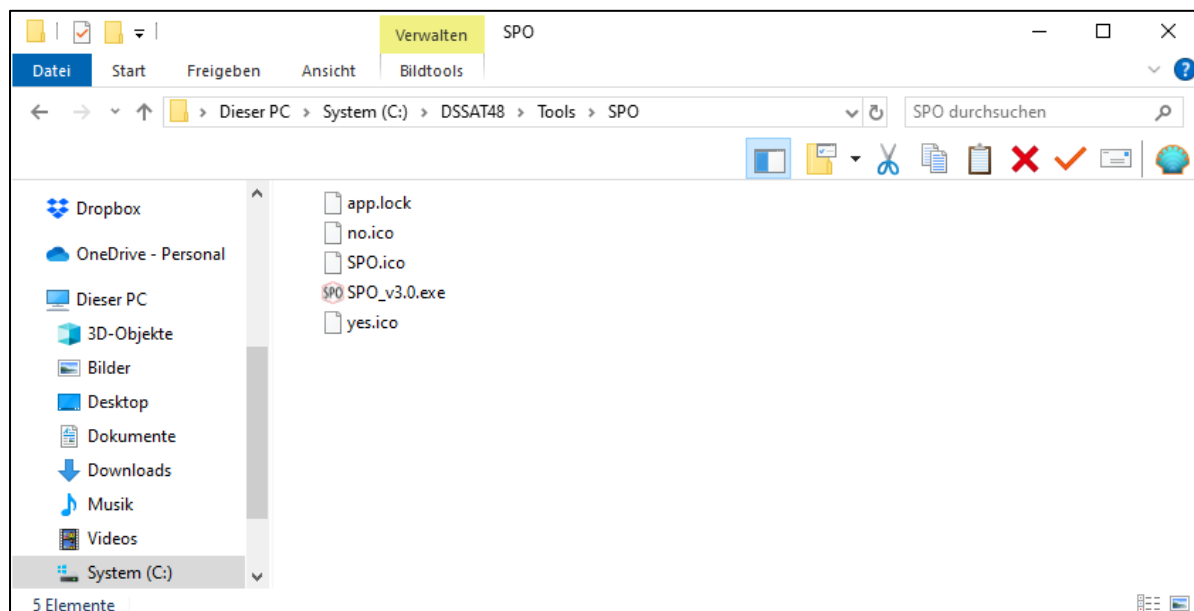 Verwalten SPO
Datei Start Freigeben Ansicht Bildtools
Dieser PC > System (C:) > DSSAT48 > Tools > SPO
SPO durchsuchen
Dropbox
OneDrive - Personal
Dieser PC
3D-Objekte
Bilder
Desktop
Dokumente
Downloads
Musik
Videos
System (C:)
app.lock
no.ico
SPO.ico
SPO SPO_v3.0.exe
yes.ico
5 Elemente